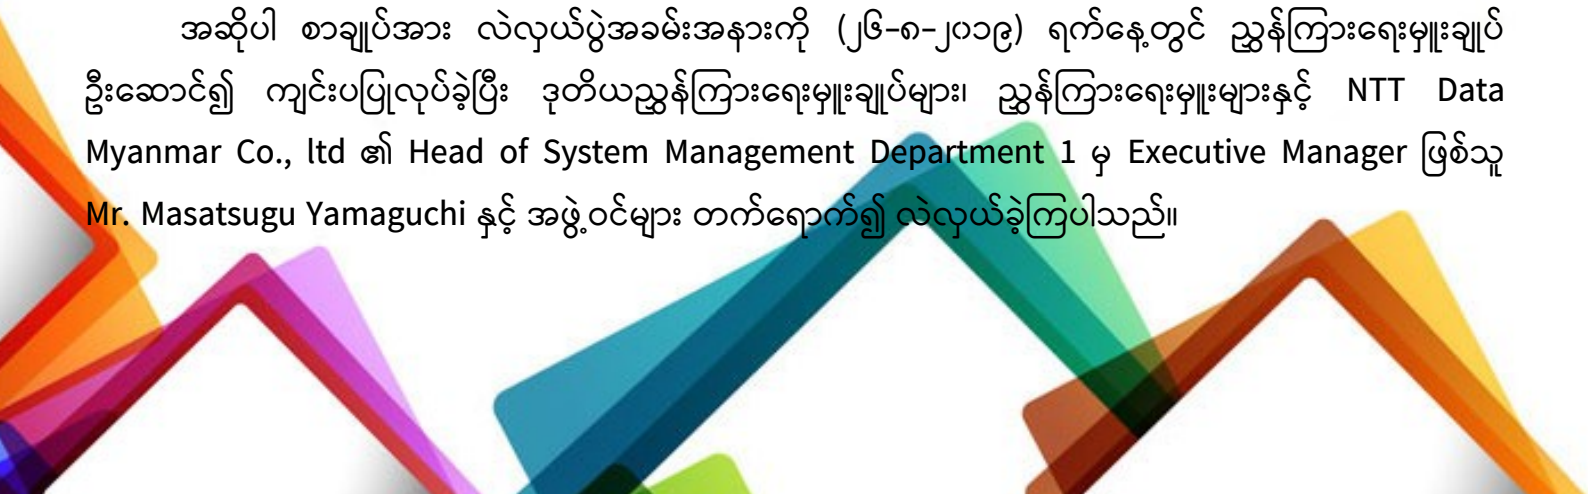 အဆိုပါ စာချုပ်အား လဲလှယ်ပွဲအခမ်းအနားကို (၂၆-၈-၂၀၁၉) ရက်နေ့တွင် ညွှန်ကြားရေးမှူးချုပ်
ဦးဆောင်၍ ကျင်းပပြုလုပ်ခဲ့ပြီး ဒုတိယညွှန်ကြားရေးမှူးချုပ်များ၊ ညွှန်ကြားရေးမှူးများနှင့် NTT Data
Myanmar Co., ltd ၏ Head of System Management Department 1 မှ Executive Manager ဖြစ်သူ
Mr. Masatsugu Yamaguchi နှင့် အဖွဲ့ဝင်များ တက်ရောက်၍ လဲလှယ်ခဲ့ကြပါသည်။